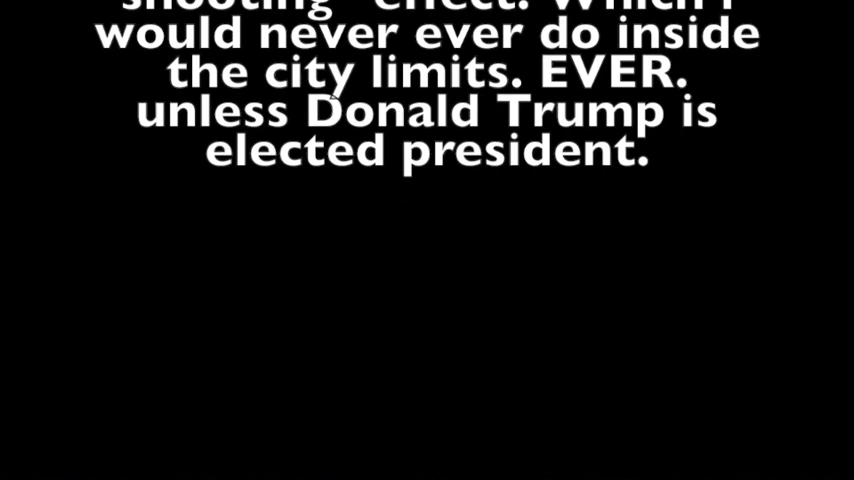 shooting" effect. Which I
would never ever do inside
the city limits. EVER.
unless Donald Trump is
elected president.